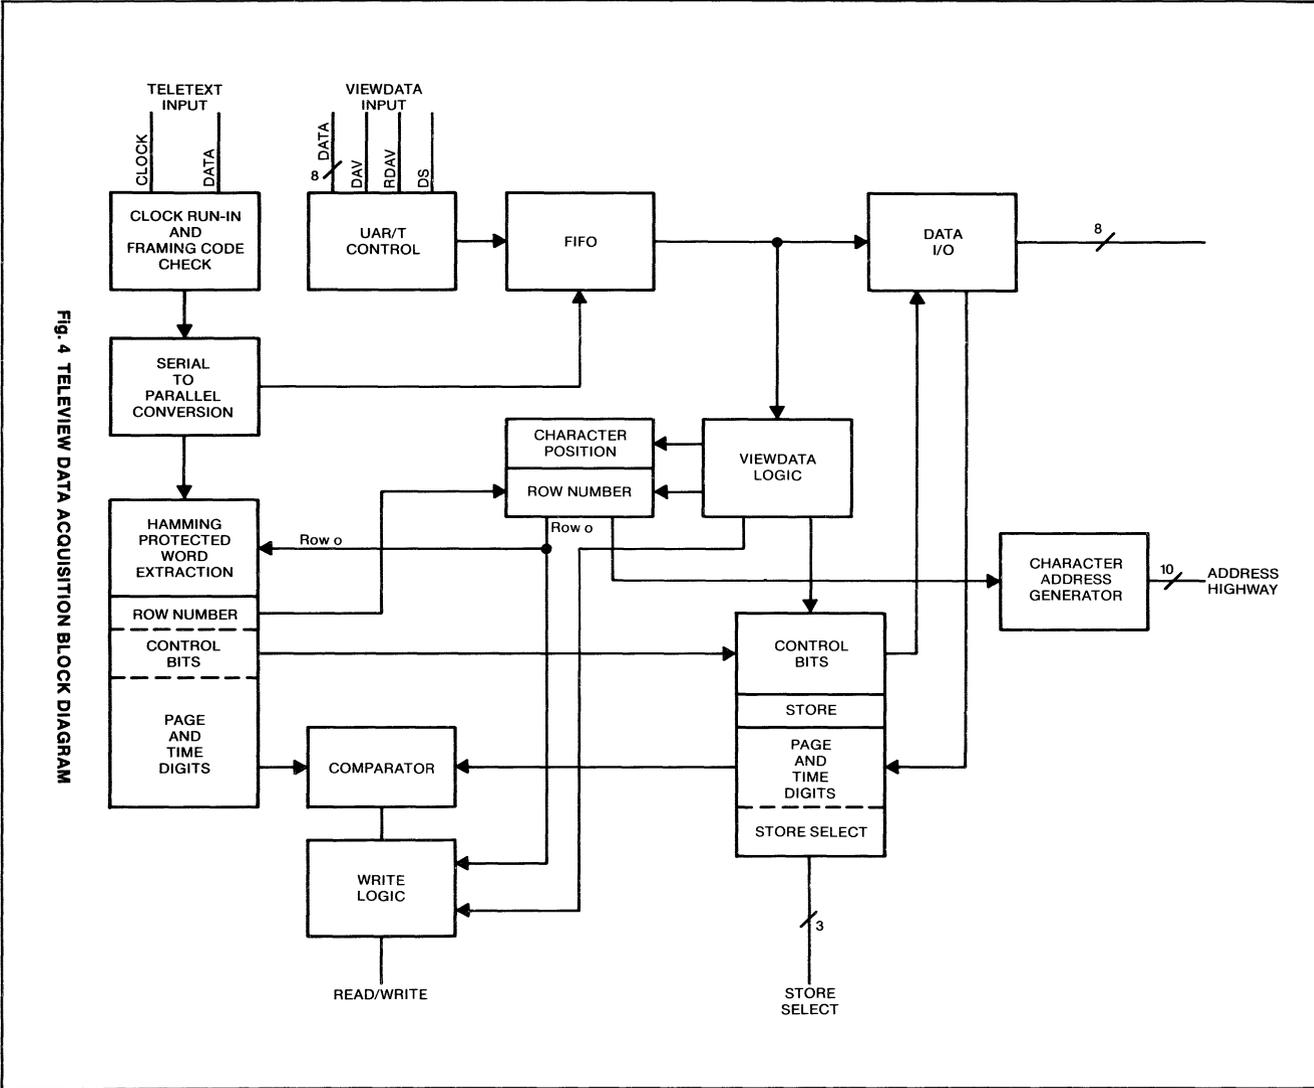 TELETEXT
INPUT
VIEWDATA
INPUT
CLOCK
DATA
DATA
8
DAV
RDAV
DS
CLOCK RUN-IN
AND
FRAMING CODE
CHECK
UAR/T
CONTROL
FIFO
DATA
I/O
8
SERIAL
TO
PARALLEL
CONVERSION
CHARACTER
POSITION
ROW NUMBER
VIEWDATA
LOGIC
HAMMING
PROTECTED
WORD
EXTRACTION
Row o
Row o
ROW NUMBER
CONTROL
BITS
PAGE
AND
TIME
DIGITS
CHARACTER
ADDRESS
GENERATOR
10
ADDRESS
HIGHWAY
CONTROL
BITS
STORE
PAGE
AND
TIME
DIGITS
STORE SELECT
COMPARATOR
WRITE
LOGIC
READ/WRITE
3
STORE
SELECT
Fig. 4 TELEVIEW DATA ACQUISITION BLOCK DIAGRAM